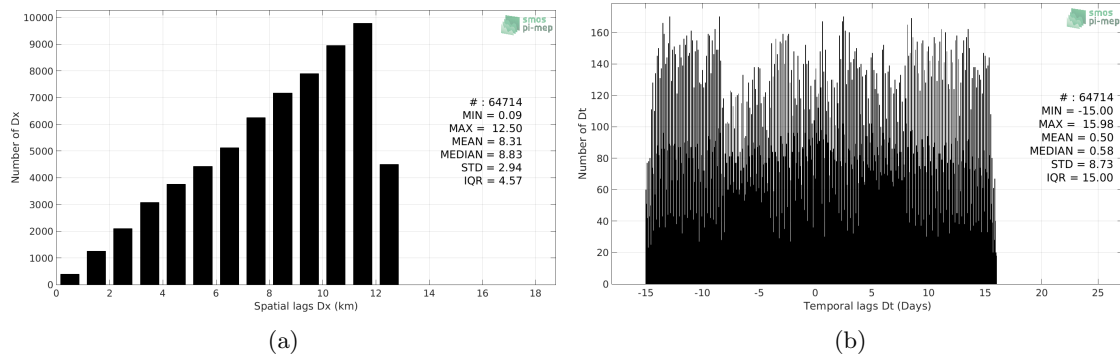 10000
9000
8000
7000
6000
5000
4000
3000
2000
1000
0
Number of Dx
0 2 4 6 8 10 12 14 16 18
Spatial lags Dx (km)
smos
pi-mep
# : 64714
MIN = 0.09
MAX = 12.50
MEAN = 8.31
MEDIAN = 8.83
STD = 2.94
IQR = 4.57
(a)
160
140
120
100
80
60
40
20
0
Number of Dt
-15 -10 -5 0 5 10 15 20 25
Temporal lags Dt (Days)
smos
pi-mep
# : 64714
MIN = -15.00
MAX = 15.98
MEAN = 0.50
MEDIAN = 0.58
STD = 8.73
IQR = 15.00
(b)